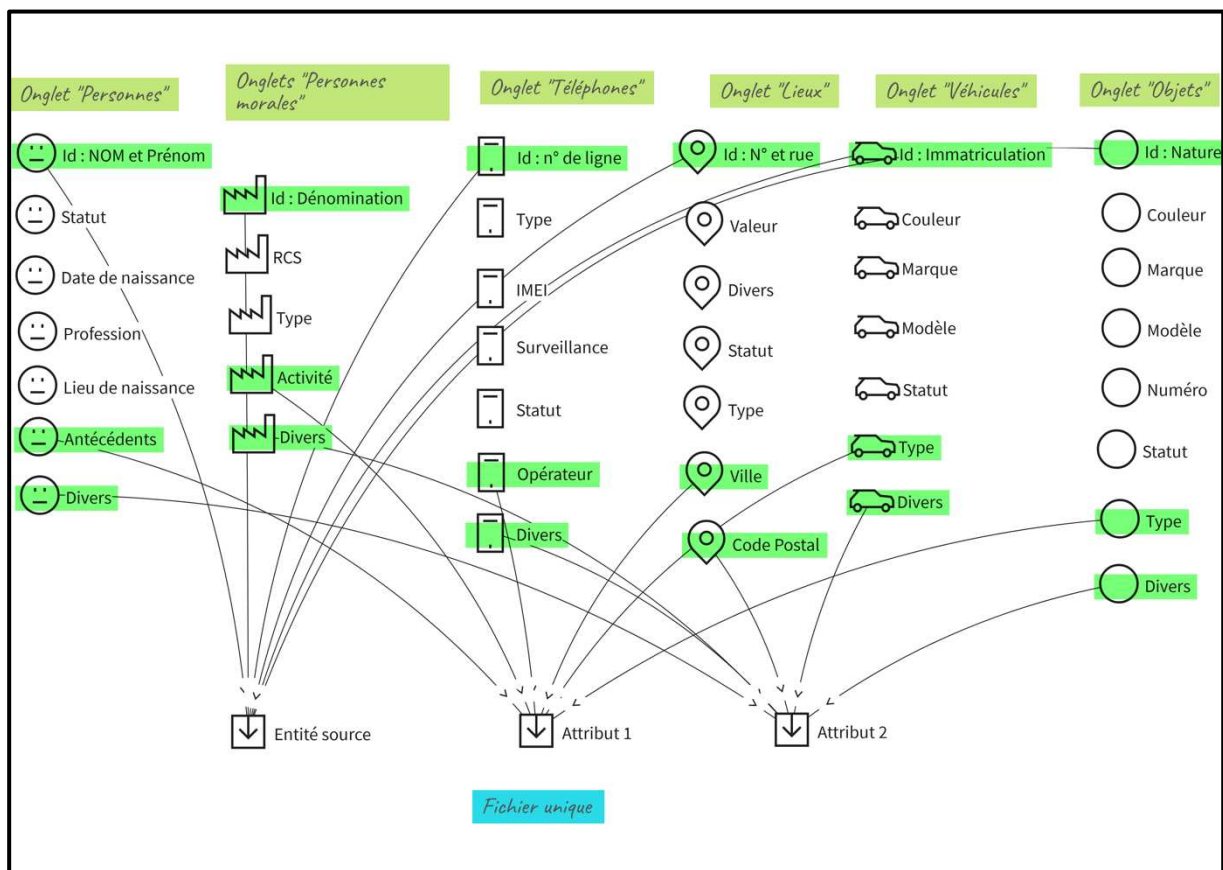 Onglet "Personnes"
Id : NOM et Prénom
Statut
Date de naissance
Profession
Lieu de naissance
Antécédents
Divers
Onglets "Personnes
morales"
Id : Dénomination
RCS
Type
Activité
Divers
Onglet "Téléphones"
Id : n° de ligne
Type
IMEI
Surveillance
Statut
Opérateur
Divers
Onglet "Lieux"
Id : N° et rue
Valeur
Divers
Statut
Type
Ville
Code Postal
Onglet "Véhicules"
Id : Immatriculation
Couleur
Marque
Modèle
Statut
Type
Divers
Onglet "Objets"
Id : Nature
Couleur
Marque
Modèle
Numéro
Statut
Type
Divers
Entité source
Attribut 1
Attribut 2
Fichier unique